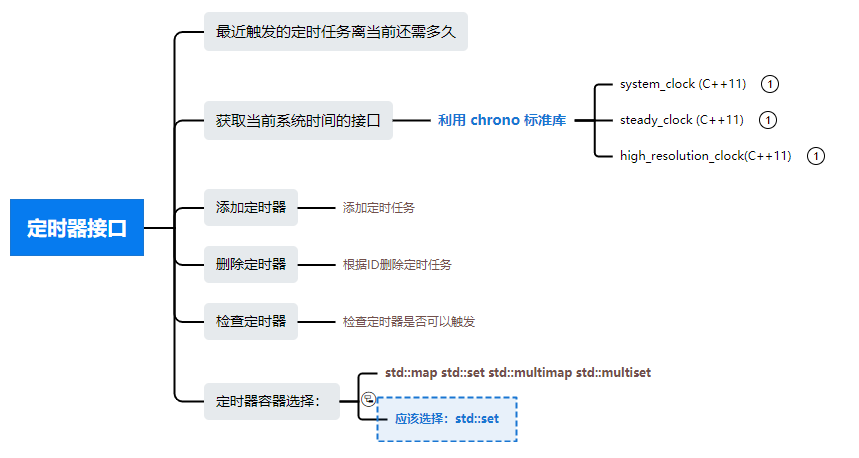 定时器接口
最近触发的定时任务离当前还需多久
获取当前系统时间的接口
利用 chrono 标准库
system_clock (C++11) 1
steady_clock (C++11) 1
high_resolution_clock(C++11) 1
添加定时器
添加定时任务
删除定时器
根据ID删除定时任务
检查定时器
检查定时器是否可以触发
定时器容器选择：
std::map std::set std::multimap std::multiset
应该选择：std::set